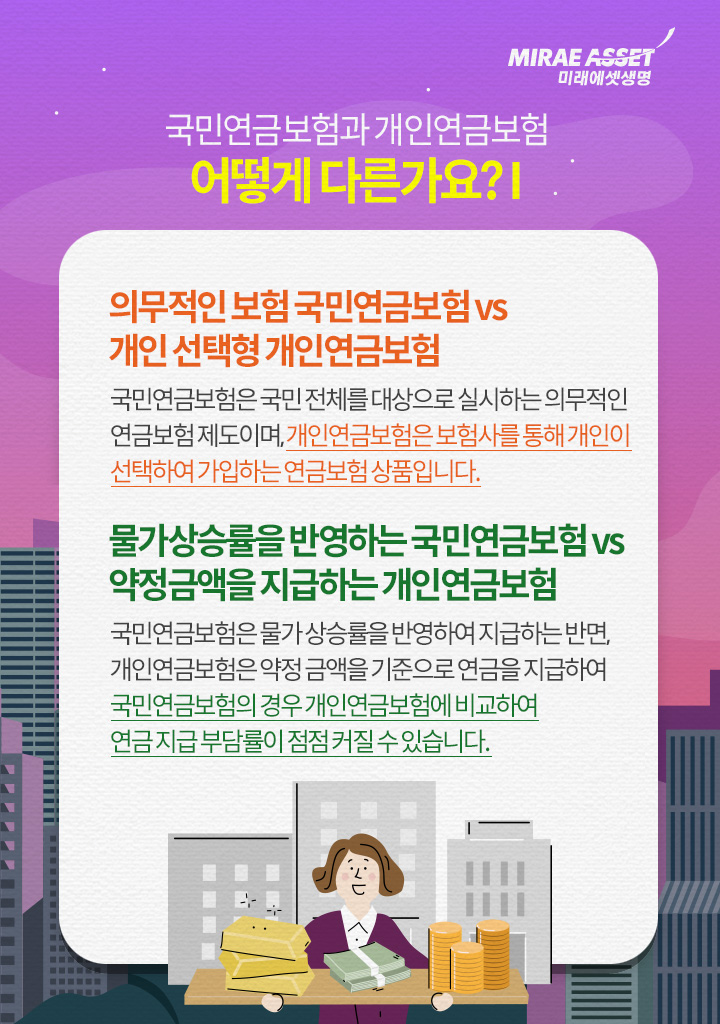 MIRAE ASSET
미래에셋생명
국민연금보험과 개인연금보험
어떻게 다른가요? I
의무적인 보험 국민연금보험 vs
개인 선택형 개인연금보험
국민연금보험은 국민 전체를 대상으로 실시하는 의무적인
연금보험 제도이며, 개인연금보험은 보험사를 통해 개인이
선택하여 가입하는 연금보험 상품입니다.
물가상승률을 반영하는 국민연금보험 vs
약정금액을 지급하는 개인연금보험
국민연금보험은 물가 상승률을 반영하여 지급하는 반면,
개인연금보험은 약정 금액을 기준으로 연금을 지급하여
국민연금보험의 경우 개인연금보험에 비교하여
연금 지급 부담률이 점점 커질 수 있습니다.